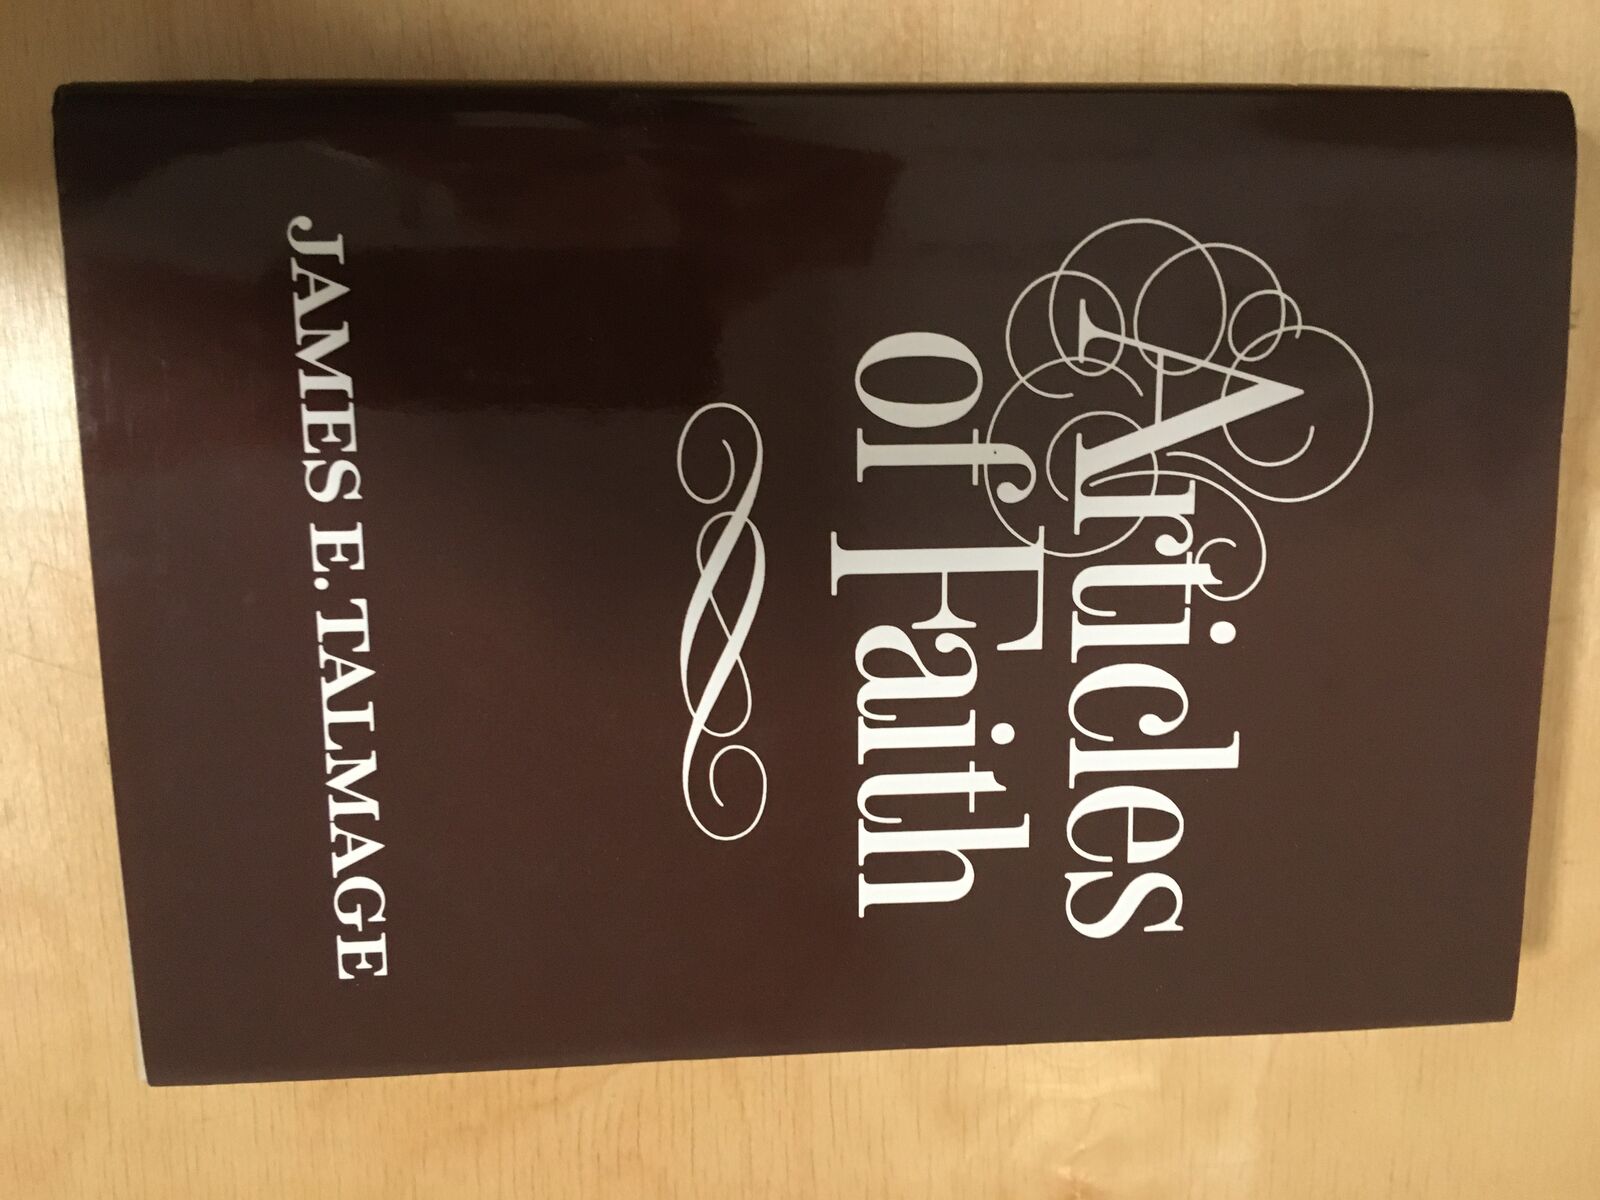 Articles
of Faith
JAMES E. TALMAGE